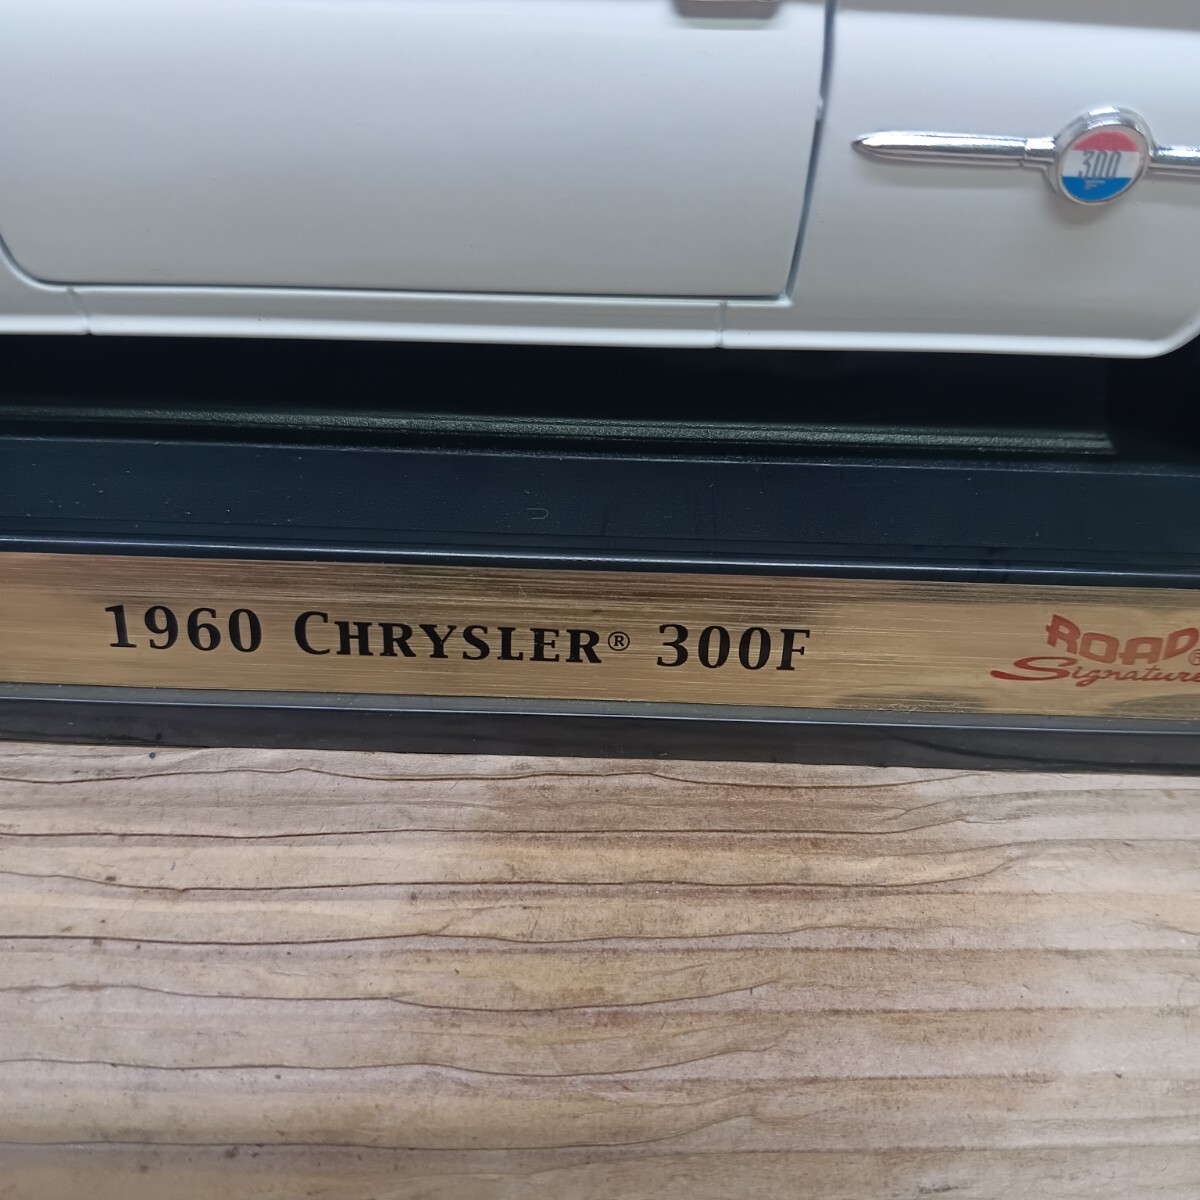 300
F
1960 CHRYSLER® 300F
ROAD®
Signature